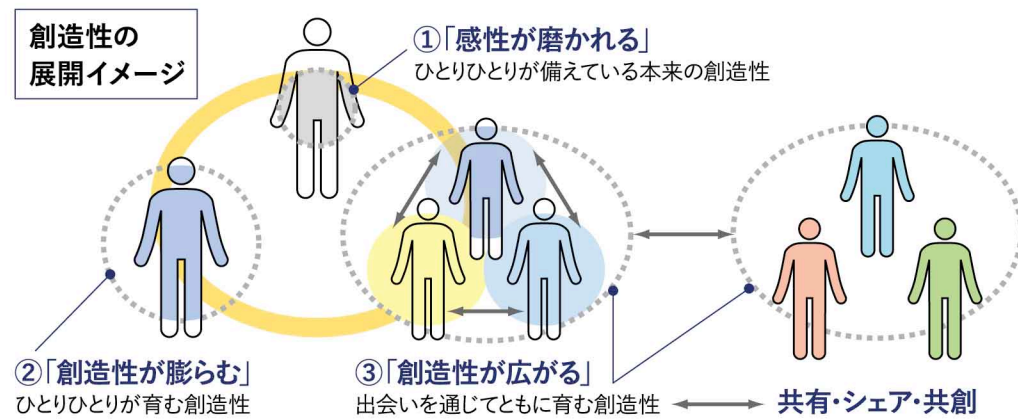 創造性の
展開イメージ
①「感性が磨かれる」
ひとりひとりが備えている本来の創造性
②「創造性が膨らむ」
ひとりひとりが育む創造性
③「創造性が広がる」
出会いを通じてともに育む創造性
共有・シェア・共創